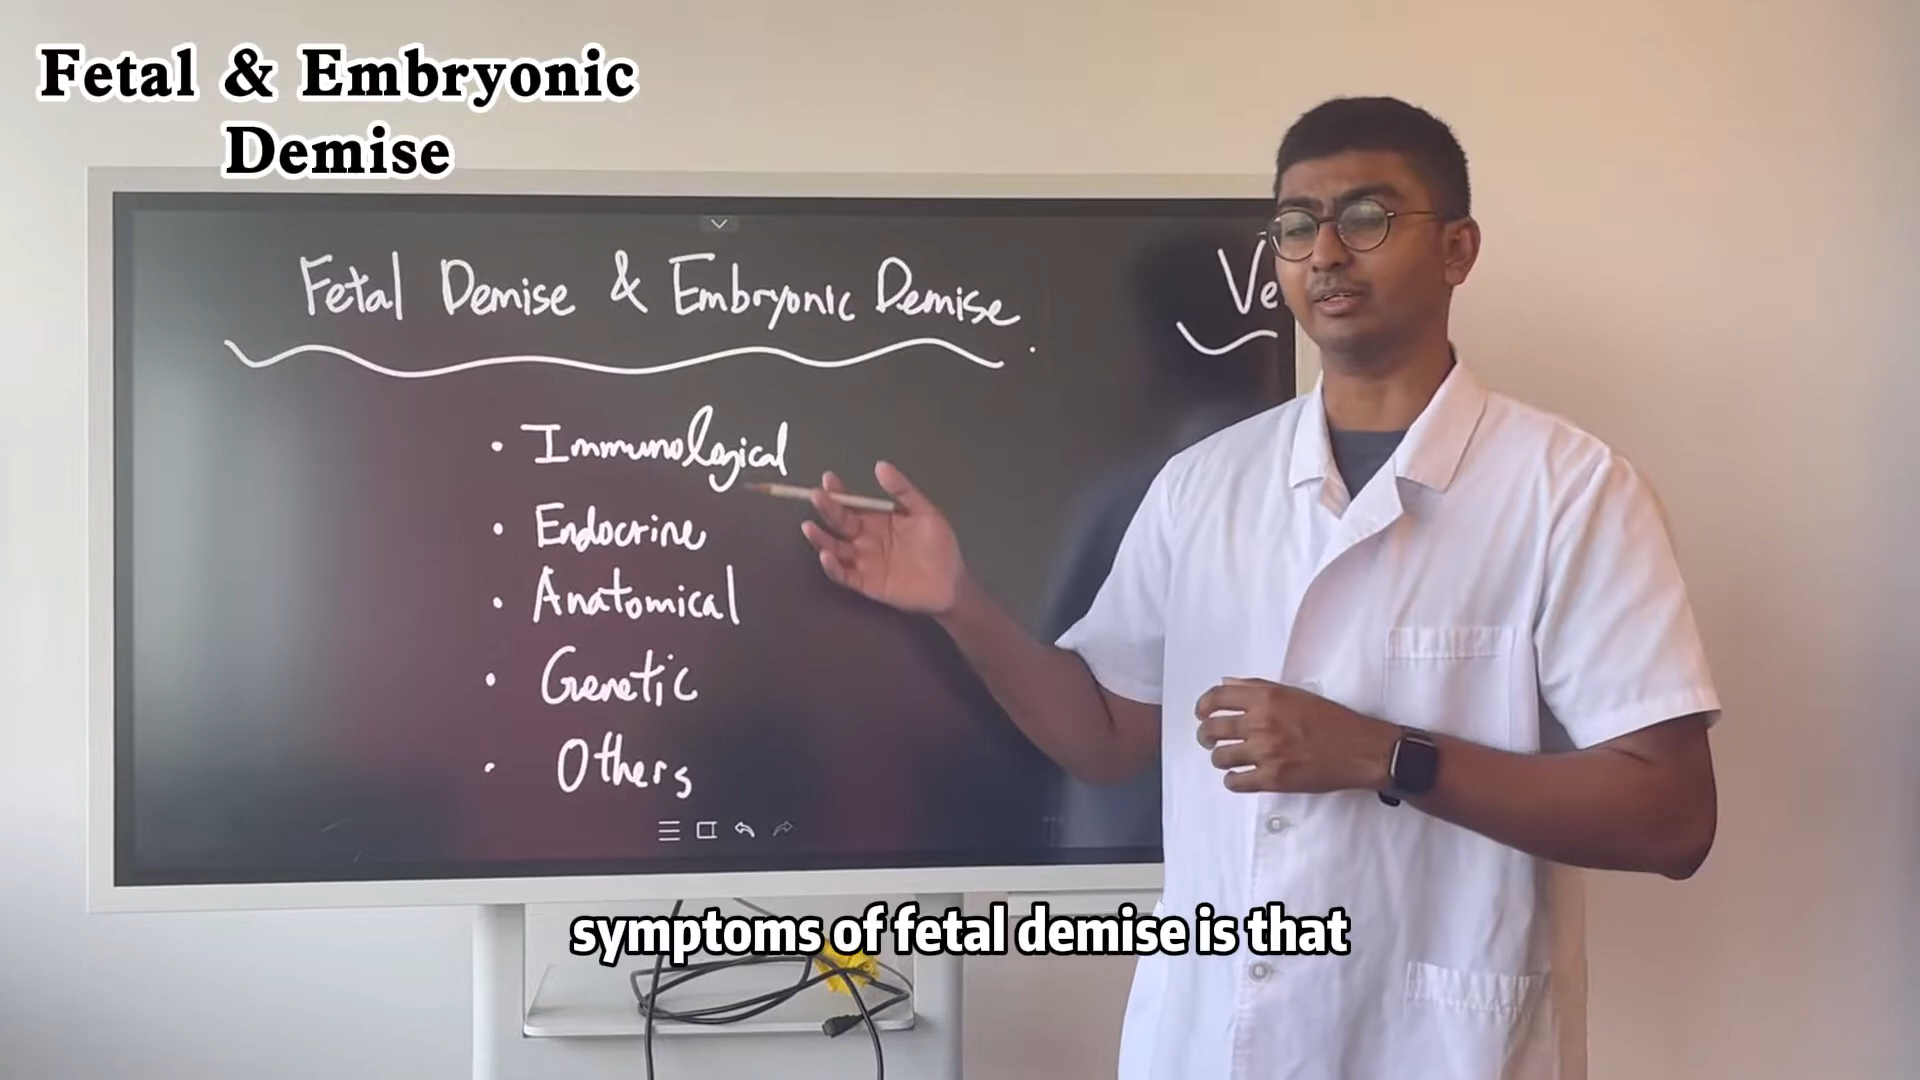 Fetal & Embryonic
Demise
Fetal Demise & Embryonic Demise
Ve
• Immunological
• Endocrine
• Anatomical
• Genetic
• Others
symptoms of fetal demise is that